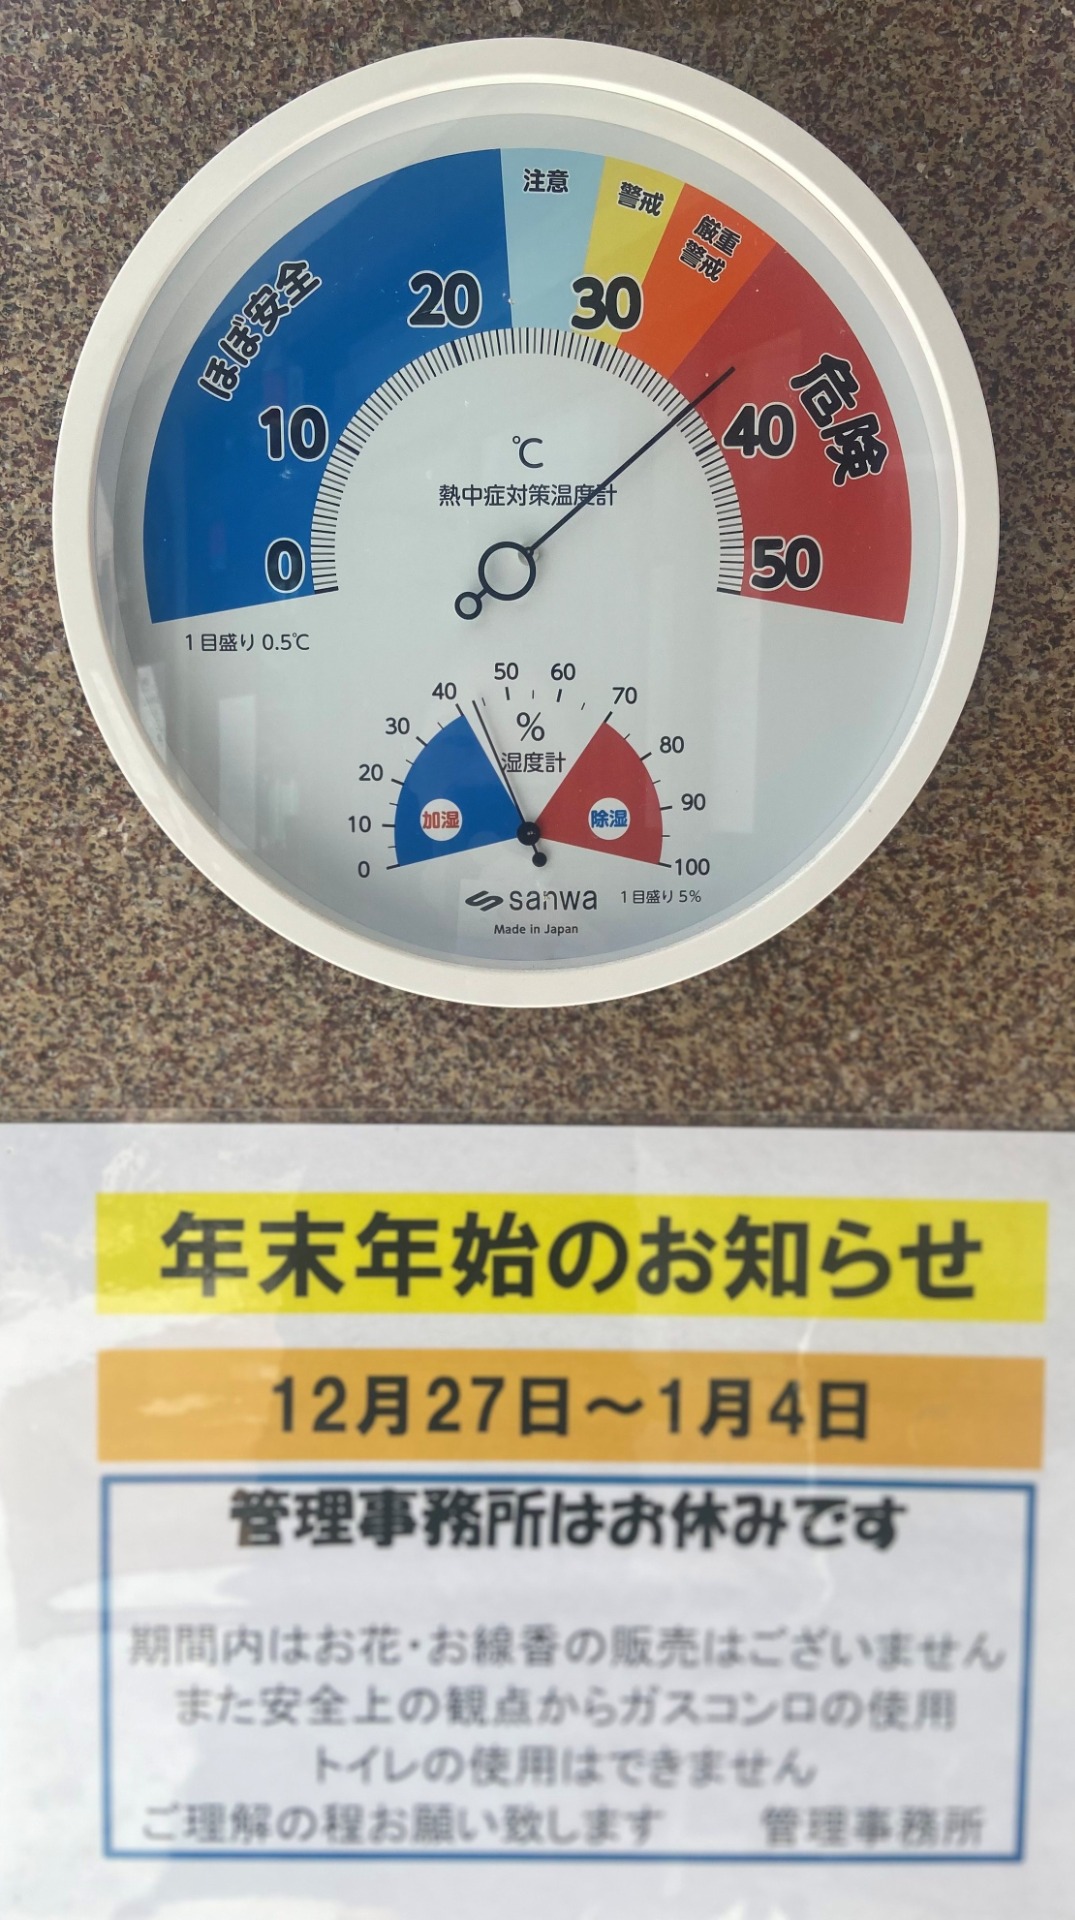 注意
警戒
厳重
警戒
ほぼ安全
危険
0
10
20
30
40
50
℃
熱中症対策温度計
1目盛り 0.5℃
0
10
20
30
40
50
60
70
80
90
100
%
湿度計
加湿
除湿
sanwa
1目盛り 5%
Made in Japan
年末年始のお知らせ
12月27日～1月4日
管理事務所はお休みです
期間内はお花・お線香の販売はございません
また安全上の観点からガスコンロの使用
トイレの使用はできません
ご理解の程お願い致します　管理事務所